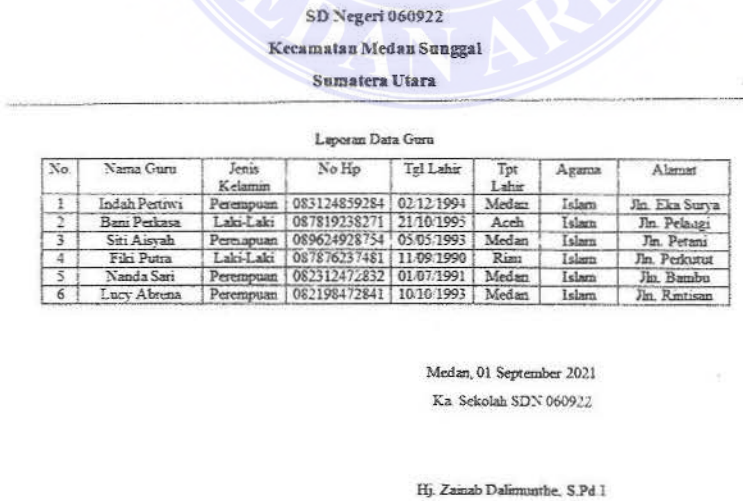 MEDAN AREA
SD Negeri 060922
Kecamatan Medan Sunggal
Sumatera Utara
Laporan Data Guru
No. Nama Guru Jenis Kelamin No Hp Tgl Lahir Tpt Lahir Agama Alamat
1 Indah Pertiwi Perempuan 083124859284 02/12/1994 Medan Islam Jln. Eka Surya
2 Bani Perkasa Laki-Laki 087819238271 21/10/1995 Aceh Islam Jln. Pelangi
3 Siti Aisyah Perempuan 089624928754 05/05/1993 Medan Islam Jln. Petani
4 Fiki Putra Laki-Laki 087876237481 11/09/1990 Riau Islam Jln. Perkutut
5 Nanda Sari Perempuan 082312472832 01/07/1991 Medan Islam Jln. Bambu
6 Lucy Abrena Perempuan 082198472841 10/10/1993 Medan Islam Jln. Rintisan
Medan, 01 September 2021
Ka. Sekolah SDN 060922
Hj. Zainab Dalimunthe, S.Pd.I